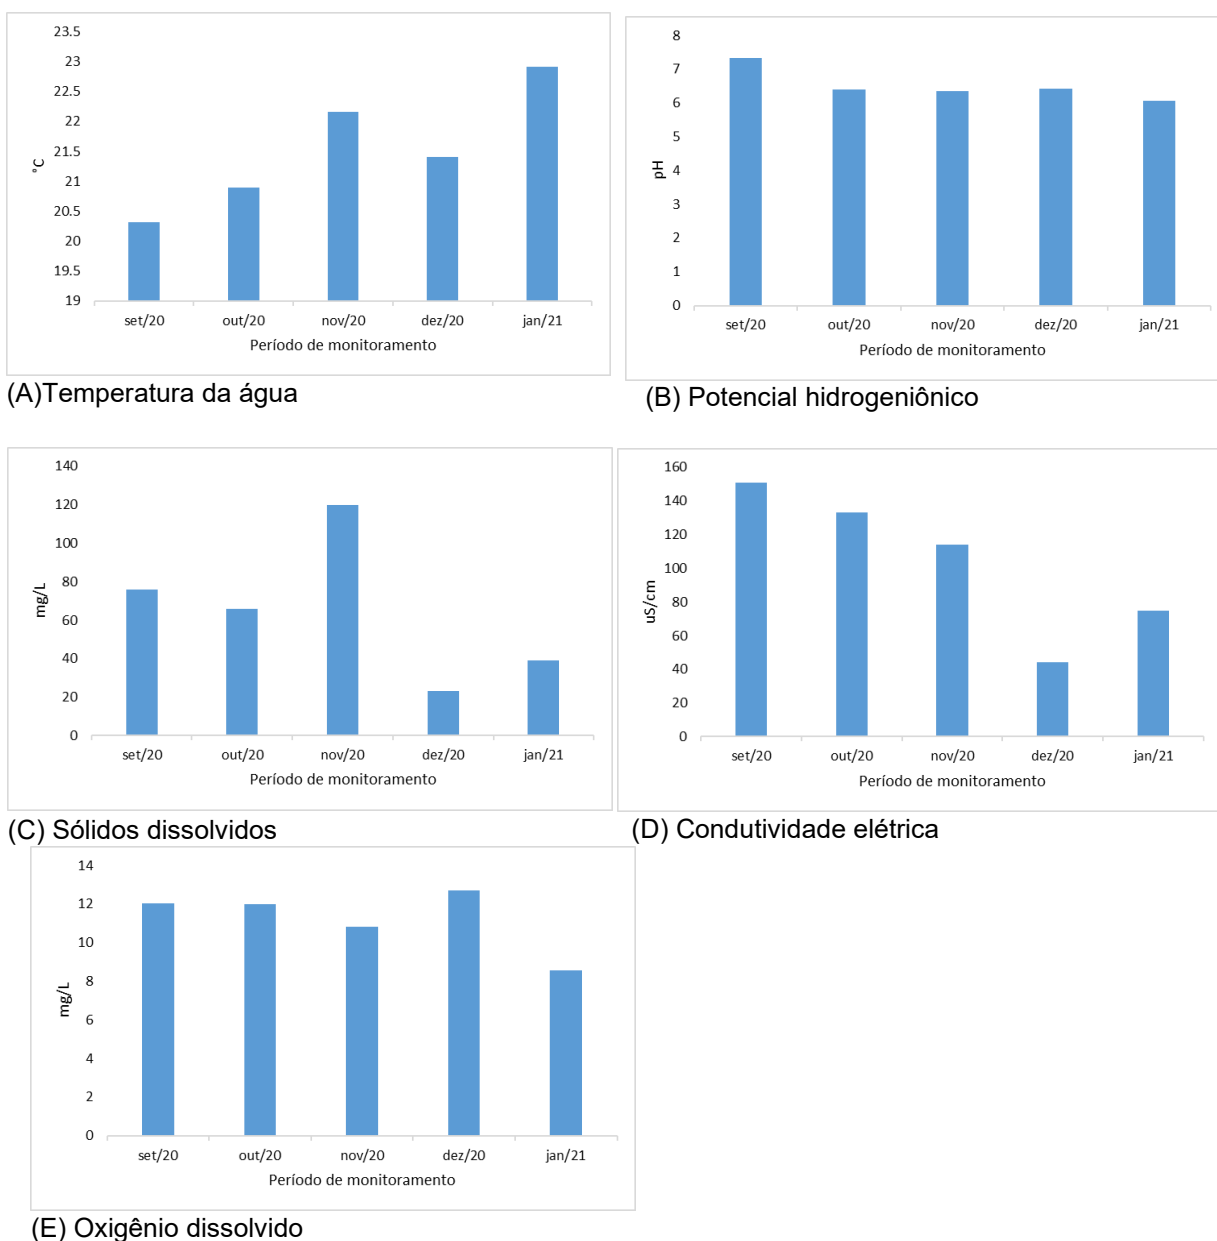 23.5
23
22.5
22
21.5
21
20.5
20
19.5
19
°C
set/20 out/20 nov/20 dez/20 jan/21
Período de monitoramento
(A)Temperatura da água
8
7
6
5
4
3
2
1
0
pH
set/20 out/20 nov/20 dez/20 jan/21
Período de monitoramento
(B) Potencial hidrogeniônico
140
120
100
80
60
40
20
0
mg/L
set/20 out/20 nov/20 dez/20 jan/21
Período de monitoramento
(C) Sólidos dissolvidos
160
140
120
100
80
60
40
20
0
uS/cm
set/20 out/20 nov/20 dez/20 jan/21
Período de monitoramento
(D) Condutividade elétrica
14
12
10
8
6
4
2
0
mg/L
set/20 out/20 nov/20 dez/20 jan/21
Período de monitoramento
(E) Oxigênio dissolvido